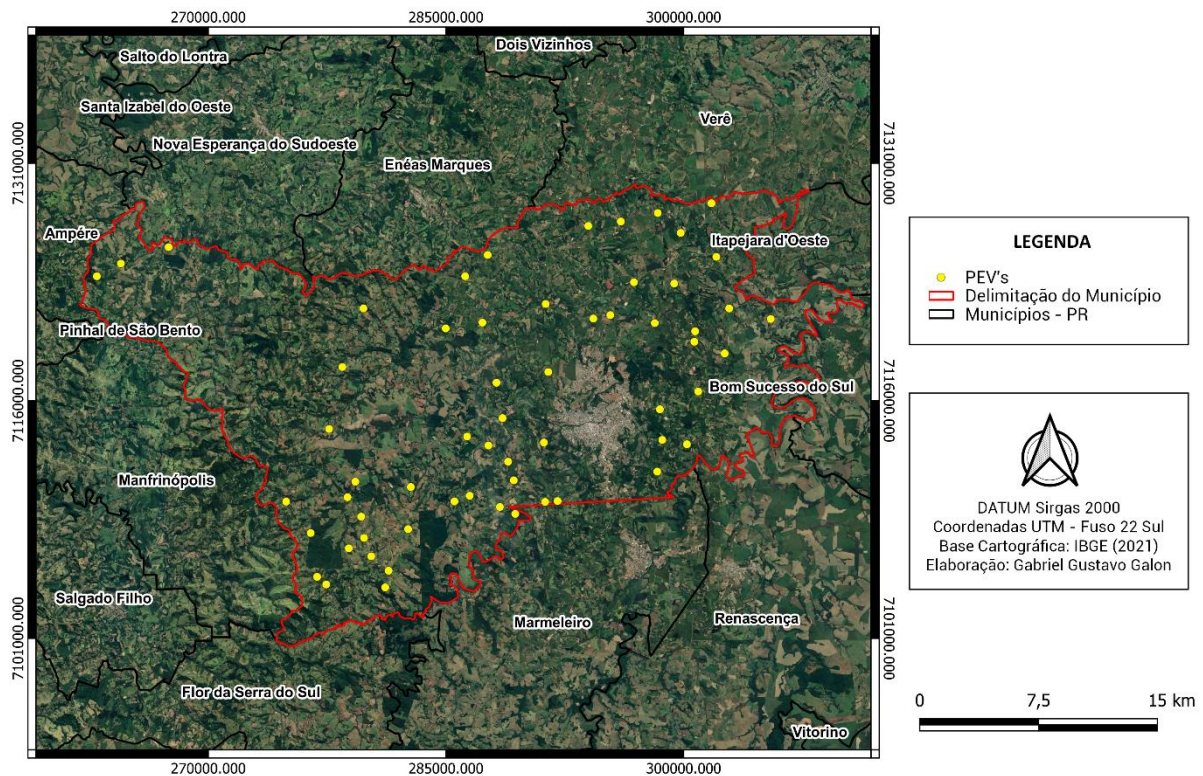 270000.000
285000.000
300000.000
Dois Vizinhos
Salto do Lontra
Santa Izabel do Oeste
Verê
Nova Esperança do Sudoeste
Enéas Marques
7131000.000
7131000.000
Ampére
Itapejara d'Oeste
Pinhal de São Bento
Bom Sucesso do Sul
7116000.000
7116000.000
Manfrinópolis
Salgado Filho
Marmeleiro
Renascença
7101000.000
7101000.000
Flor da Serra do Sul
Vitorino
270000.000
285000.000
300000.000
LEGENDA
PEV's
Delimitação do Município
Municípios - PR
DATUM Sirgas 2000
Coordenadas UTM - Fuso 22 Sul
Base Cartográfica: IBGE (2021)
Elaboração: Gabriel Gustavo Galon
0 7,5 15 km